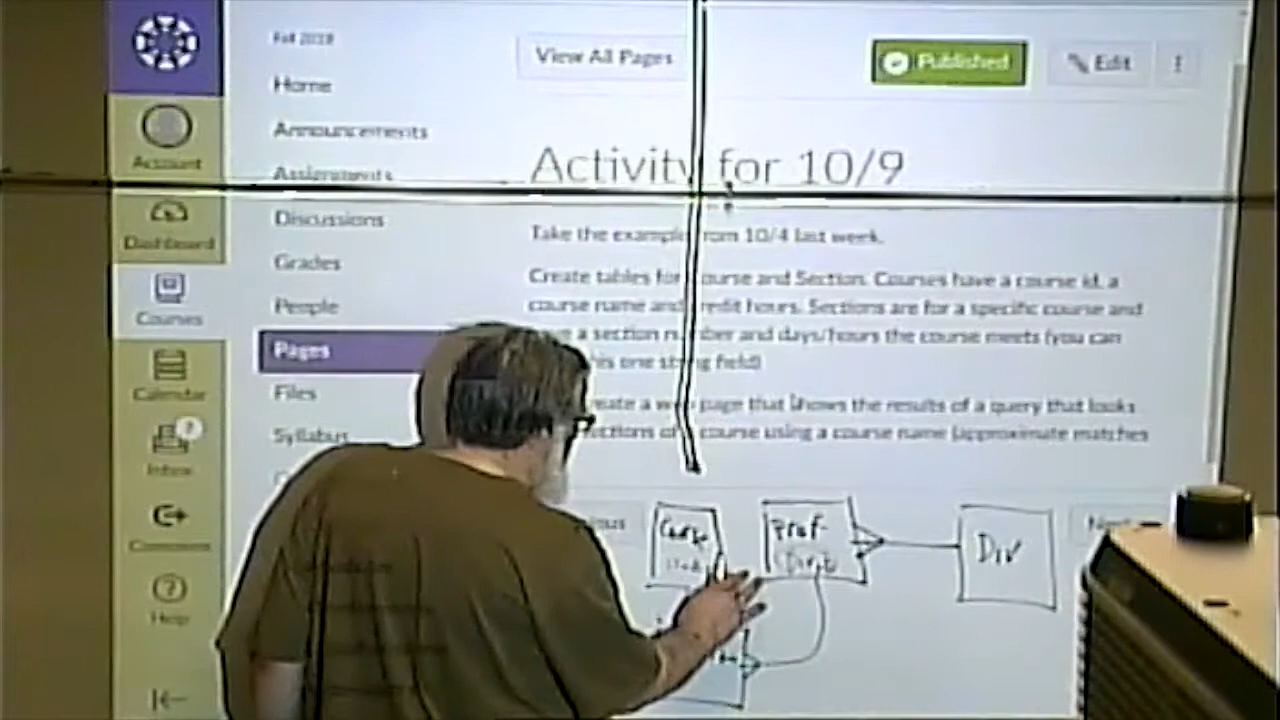 Fall 2018
Home
Announcements
Assignments
Discussions
Grades
People
Pages
Files
Syllabus
Account
Dashboard
Courses
Calendar
Inbox
?
Commons
Help
View All Pages
Published
Edit
Activity for 10/9
Take the example from 10/4 last week.
Create tables for Course and Section. Courses have a course id, a
course name and credit hours. Sections are for a specific course and
a section number and days/hours the course meets (you can
this one string field)
create a web page that shows the results of a query that looks
sections of course using a course name (approximate matches
Prof
Div